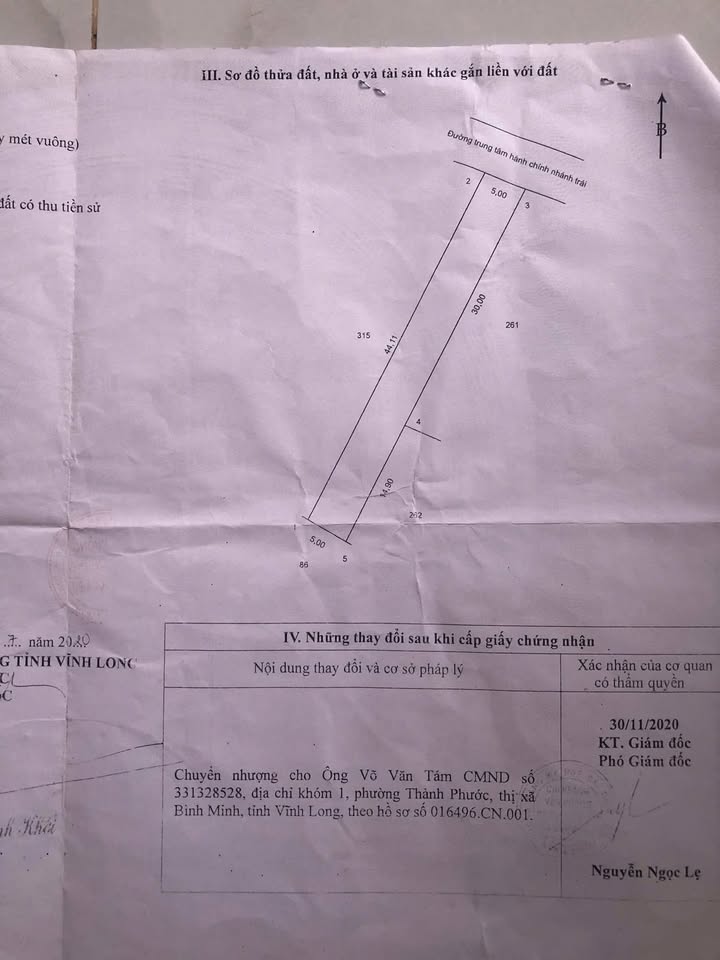 III. Sơ đồ thửa đất, nhà ở và tài sản khác gắn liền với đất
B
y mét vuông)
đất có thu tiền sử
Đường trung tâm hành chính nhánh trái
2
5,00
3
30,00
315
261
44,11
4
14,90
262
1
5,00
86
5
.7. năm 20
G TỈNH VĨNH LONG
C
ỐC
Khải
IV. Những thay đổi sau khi cấp giấy chứng nhận
Nội dung thay đổi và cơ sở pháp lý
Xác nhận của cơ quan
có thẩm quyền
Chuyển nhượng cho Ông Võ Văn Tám CMND số
331328528, địa chỉ khóm 1, phường Thành Phước, thị xã
Bình Minh, tỉnh Vĩnh Long, theo hồ sơ số 016496.CN.001.
30/11/2020
KT. Giám đốc
Phó Giám đốc
Nguyễn Ngọc Lẹ